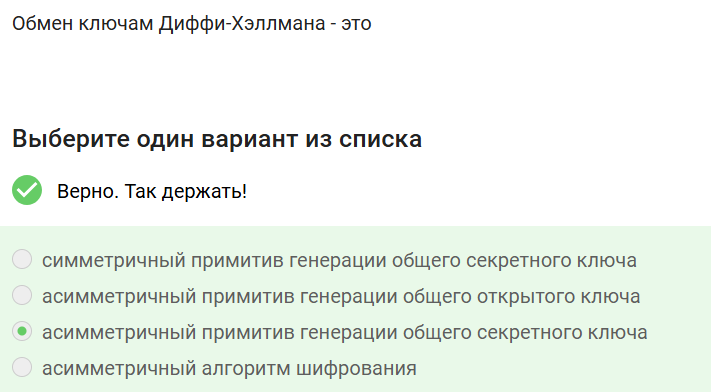 Обмен ключам Диффи-Хэллмана - это
Выберите один вариант из списка
Верно. Так держать!
симметричный примитив генерации общего секретного ключа
асимметричный примитив генерации общего открытого ключа
асимметричный примитив генерации общего секретного ключа
асимметричный алгоритм шифрования